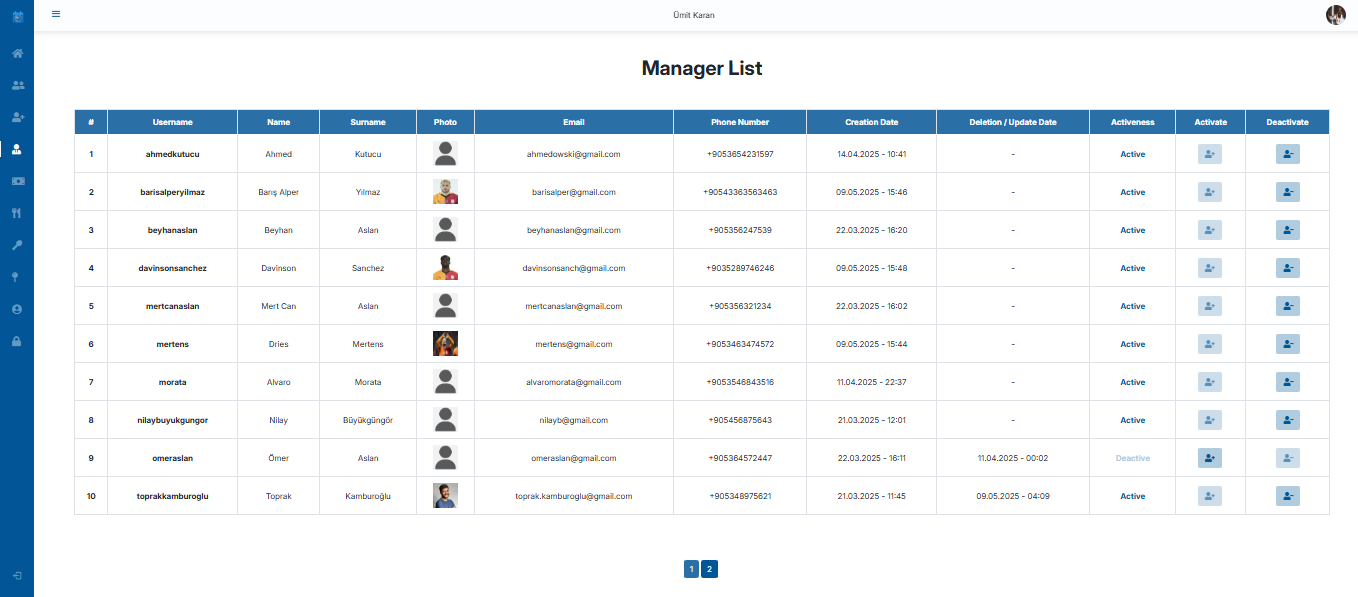 Ümit Karan
Manager List
# Username Name Surname Photo Email Phone Number Creation Date Deletion / Update Date Activeness Activate Deactivate
1 ahmedkutucu Ahmed Kutucu ahmedowski@gmail.com +9053654231597 14.04.2025 - 10:41 - Active
2 barisalperyilmaz Barış Alper Yılmaz barisalper@gmail.com +90543363563463 09.05.2025 - 15:46 - Active
3 beyhanaslan Beyhan Aslan beyhanaslan@gmail.com +905356247539 22.03.2025 - 16:20 - Active
4 davinsonsanchez Davinson Sanchez davinsonsanch@gmail.com +9035289746246 09.05.2025 - 15:48 - Active
5 mertcanaslan Mert Can Aslan mertcanaslan@gmail.com +905356321234 22.03.2025 - 16:02 - Active
6 mertens Dries Mertens mertens@gmail.com +9053463474572 09.05.2025 - 15:44 - Active
7 morata Alvaro Morata alvaromorata@gmail.com +9053546843516 11.04.2025 - 22:37 - Active
8 nilaybuyukgungor Nilay Büyükgüngör nilayb@gmail.com +905456875643 21.03.2025 - 12:01 - Active
9 omeraslan Ömer Aslan omeraslan@gmail.com +905364572447 22.03.2025 - 16:11 11.04.2025 - 00:02 Deactive
10 toprakkamburoglu Toprak Kamburoğlu toprak.kamburoglu@gmail.com +905348975621 21.03.2025 - 11:45 09.05.2025 - 04:09 Active
1 2